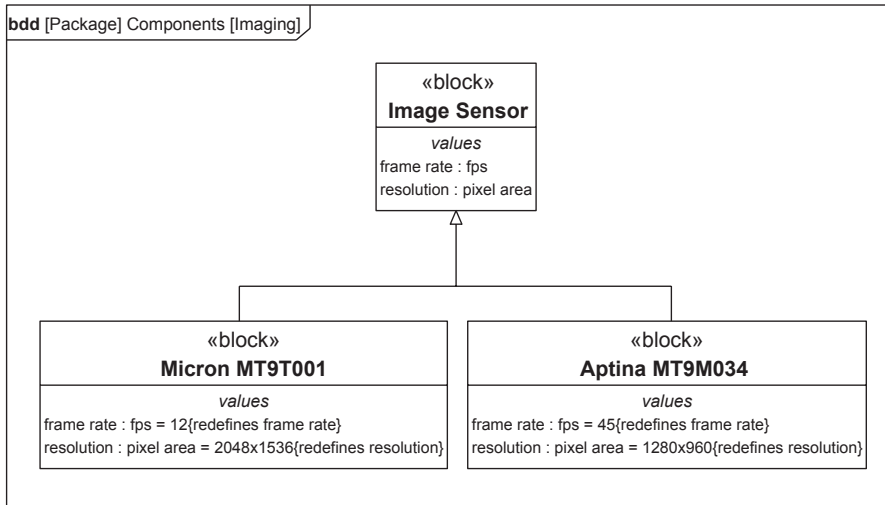 bdd [Package] Components [Imaging]
«block»
Image Sensor
values
frame rate : fps
resolution : pixel area
«block»
Micron MT9T001
values
frame rate : fps = 12{redefines frame rate}
resolution : pixel area = 2048x1536{redefines resolution}
«block»
Aptina MT9M034
values
frame rate : fps = 45{redefines frame rate}
resolution : pixel area = 1280x960{redefines resolution}